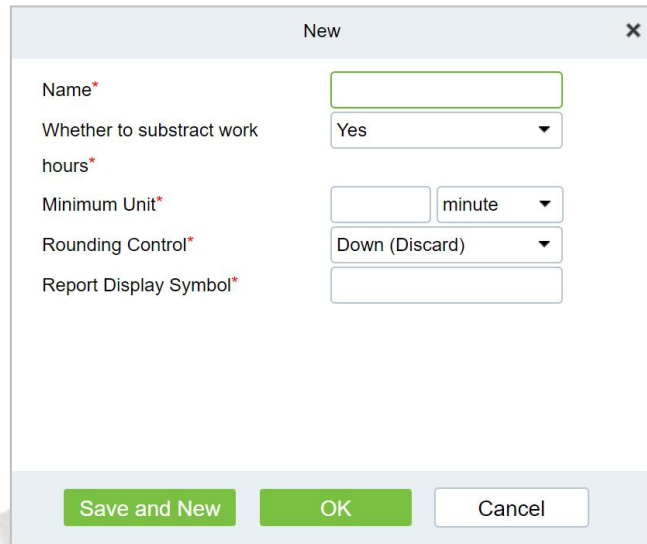 New
Name*
Whether to substract work Yes
hours*
Minimum Unit* minute
Rounding Control* Down (Discard)
Report Display Symbol*
Save and New OK Cancel